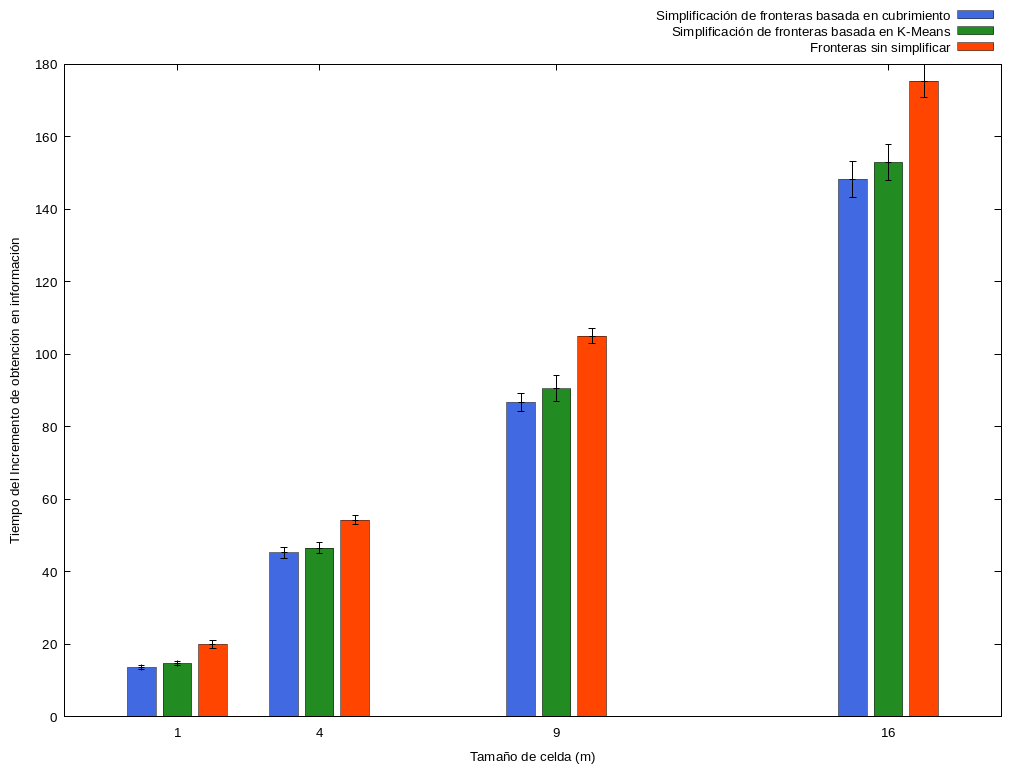 Simplificación de fronteras basada en cubrimiento
Simplificación de fronteras basada en K-Means
Fronteras sin simplificar
180
160
140
120
100
80
60
40
20
0
Tiempo del Incremento de obtención en información
1 4 9 16
Tamaño de celda (m)